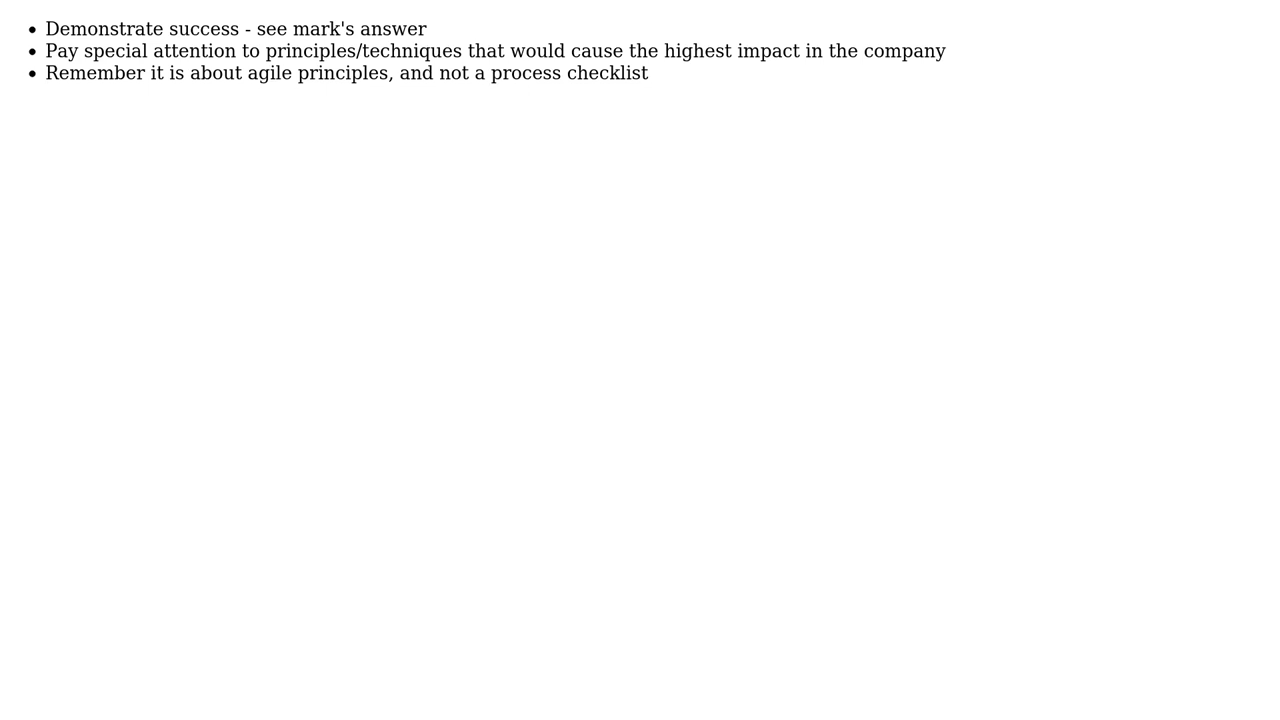 Demonstrate success - see mark's answer
Pay special attention to principles/techniques that would cause the highest impact in the company
Remember it is about agile principles, and not a process checklist